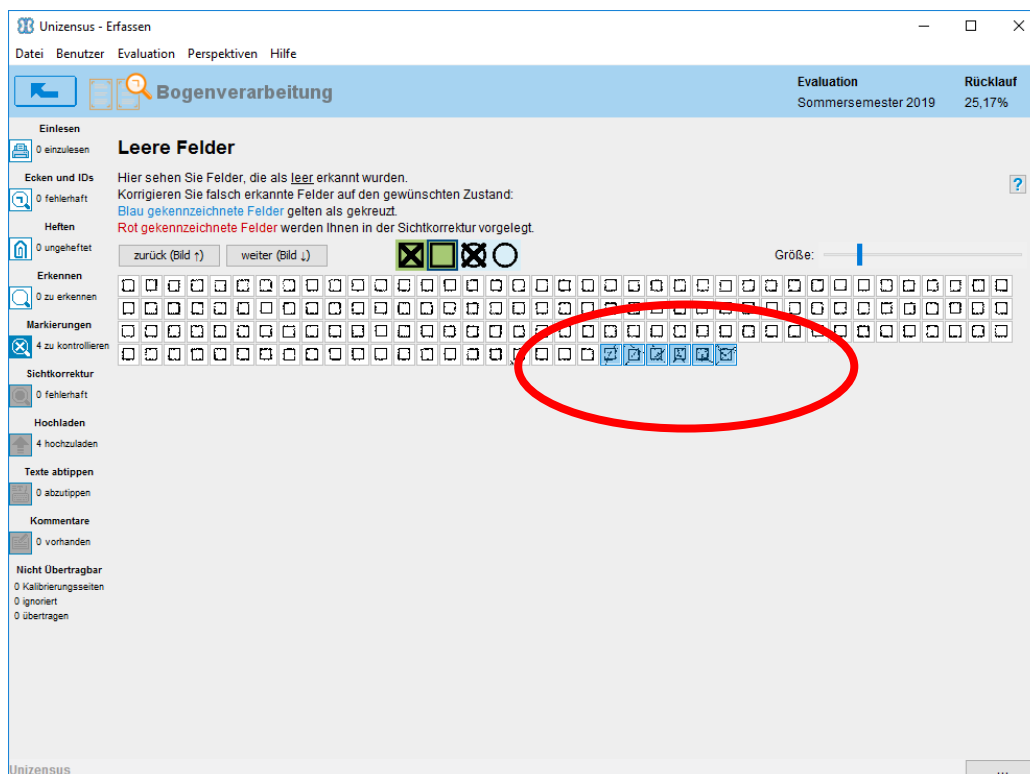 Unizensus - Erfassen
Datei Benutzer Evaluation Perspektiven Hilfe
Bogenverarbeitung
Evaluation
Sommersemester 2019
Rücklauf
25,17%
Einlesen
0 einzulesen
Ecken und IDs
0 fehlerhaft
Heften
0 ungeheftet
Erkennen
0 zu erkennen
Markierungen
4 zu kontrollieren
Sichtkorrektur
0 fehlerhaft
Hochladen
4 hochzuladen
Texte abtippen
0 abzutippen
Kommentare
0 vorhanden
Nicht Übertragbar
0 Kalibrierungsseiten
0 ignoriert
0 übertragen
Leere Felder
Hier sehen Sie Felder, die als leer erkannt wurden.
Korrigieren Sie falsch erkannte Felder auf den gewünschten Zustand:
Blau gekennzeichnete Felder gelten als gekreuzt.
Rot gekennzeichnete Felder werden Ihnen in der Sichtkorrektur vorgelegt.
?
zurück (Bild ↑) weiter (Bild ↓) Größe:
Unizensus
...